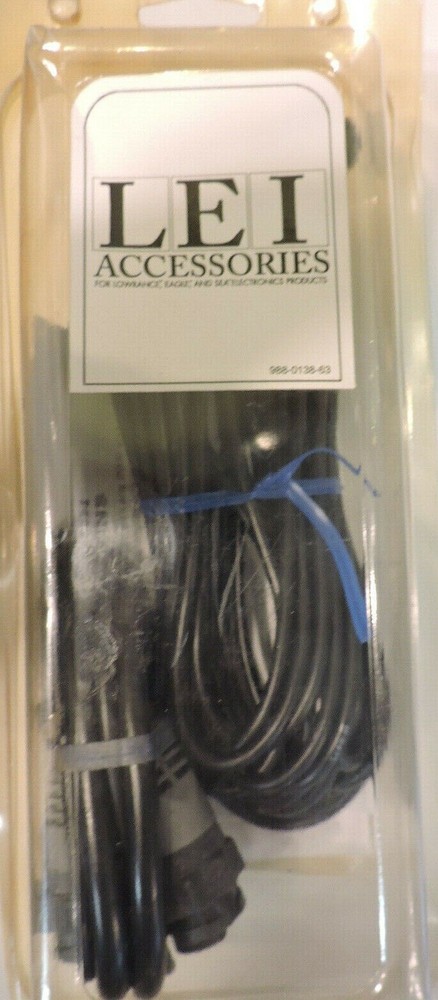 LEI
ACCESSORIES
FOR LOWRANCE, EAGLE, AND SEA ELECTRONICS PRODUCTS
988-0138-63